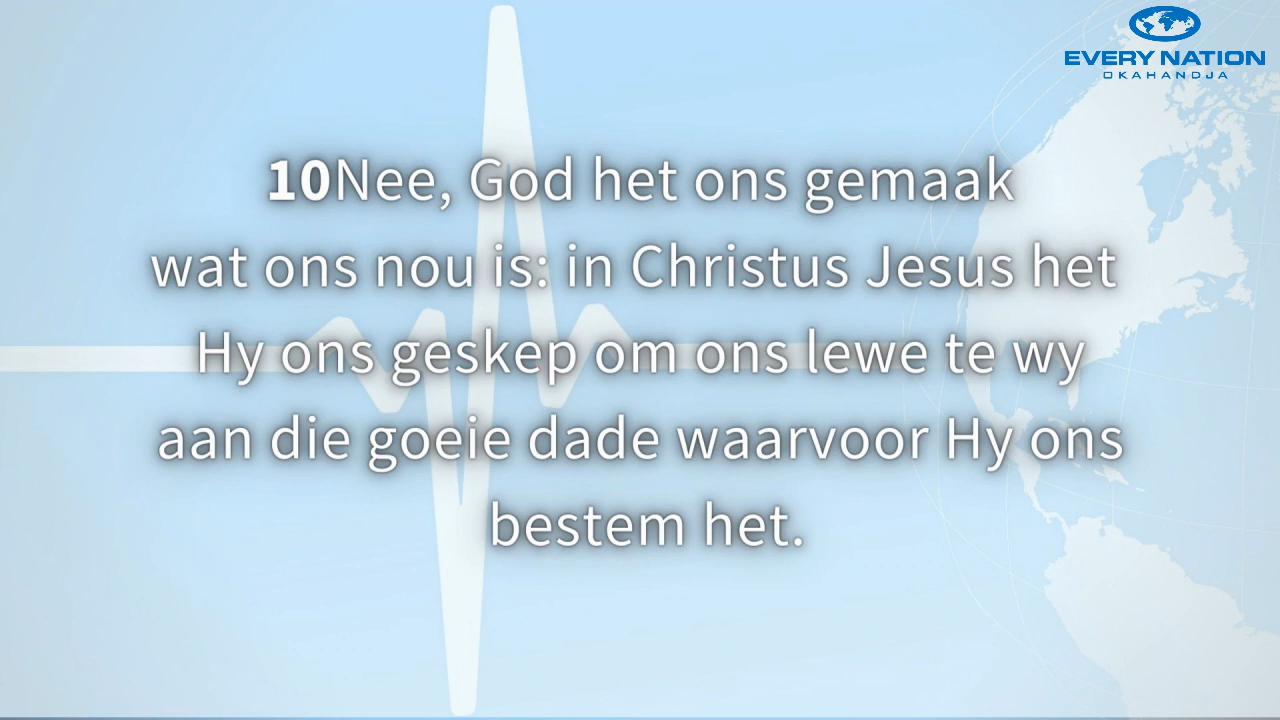 EVERY NATION
OKAHANDJA
10Nee, God het ons gemaak
wat ons nou is: in Christus Jesus het
Hy ons geskep om ons lewe te wy
aan die goeie dade waarvoor Hy ons
bestem het.